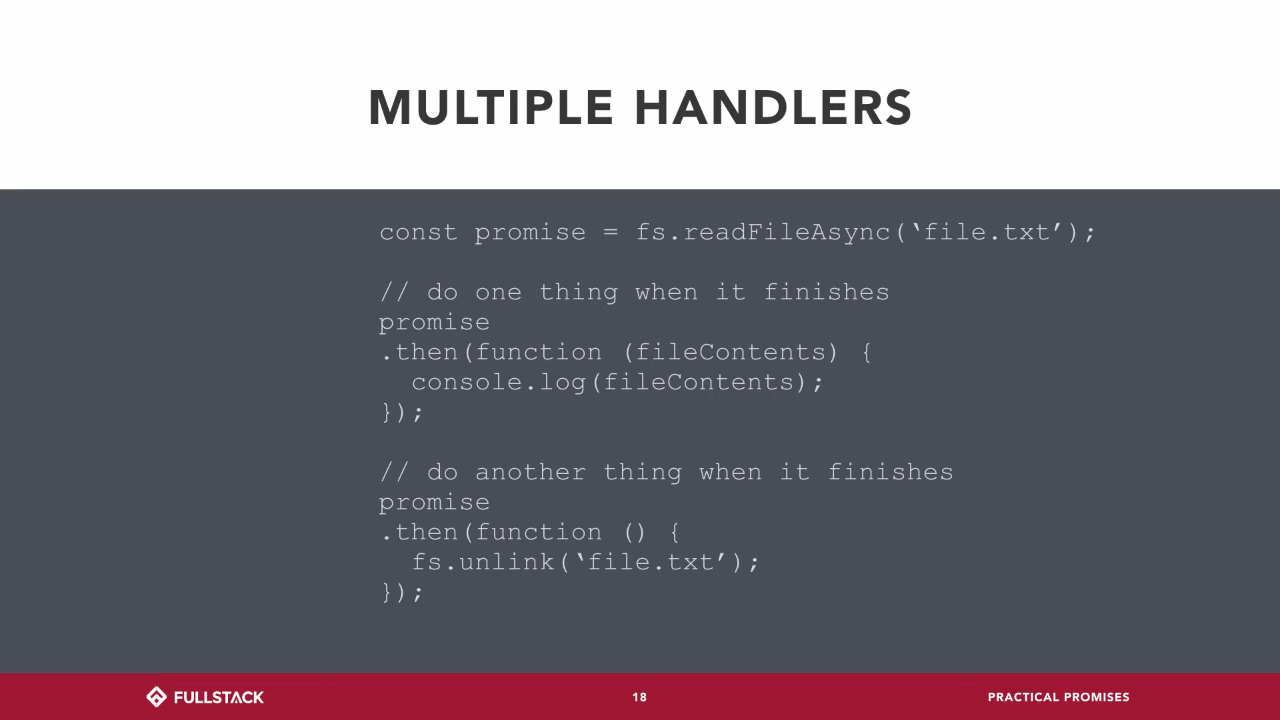 MULTIPLE HANDLERS
const promise = fs.readFileAsync(‘file.txt’);
// do one thing when it finishes
promise
.then(function (fileContents) {
  console.log(fileContents);
});
// do another thing when it finishes
promise
.then(function () {
  fs.unlink(‘file.txt’);
});
FULLSTACK
18
PRACTICAL PROMISES